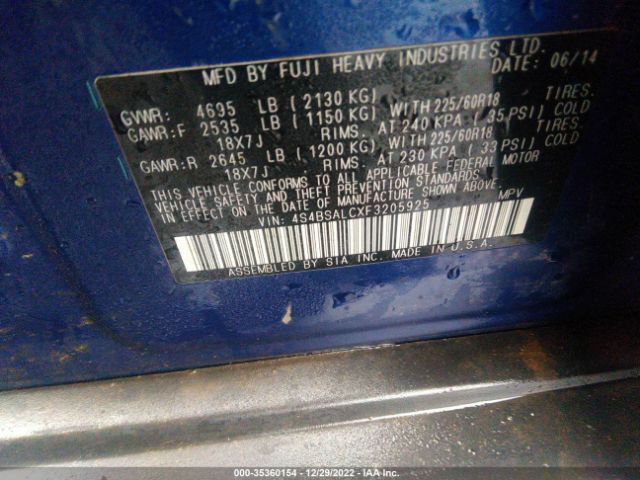 MFD BY FUJI HEAVY INDUSTRIES LTD.
DATE: 06/14
GVWR: 4695 LB (2130 KG)
GAWR:F 2535 LB (1150 KG) WITH 225/60R18 TIRES.
18X7J RIMS. AT 240 KPA (35 PSI) COLD
GAWR:R 2645 LB (1200 KG) WITH 225/60R18 TIRES.
18X7J RIMS. AT 230 KPA (33 PSI) COLD
THIS VEHICLE CONFORMS TO ALL APPLICABLE FEDERAL MOTOR
VEHICLE SAFETY AND THEFT PREVENTION STANDARDS
IN EFFECT ON THE DATE OF MANUFACTURE SHOWN ABOVE.
VIN: 4S4BSALCXF3205925 MPV
ASSEMBLED BY SIA INC. MADE IN U.S.A.
000-35360154 - 12/29/2022 - IAA Inc.